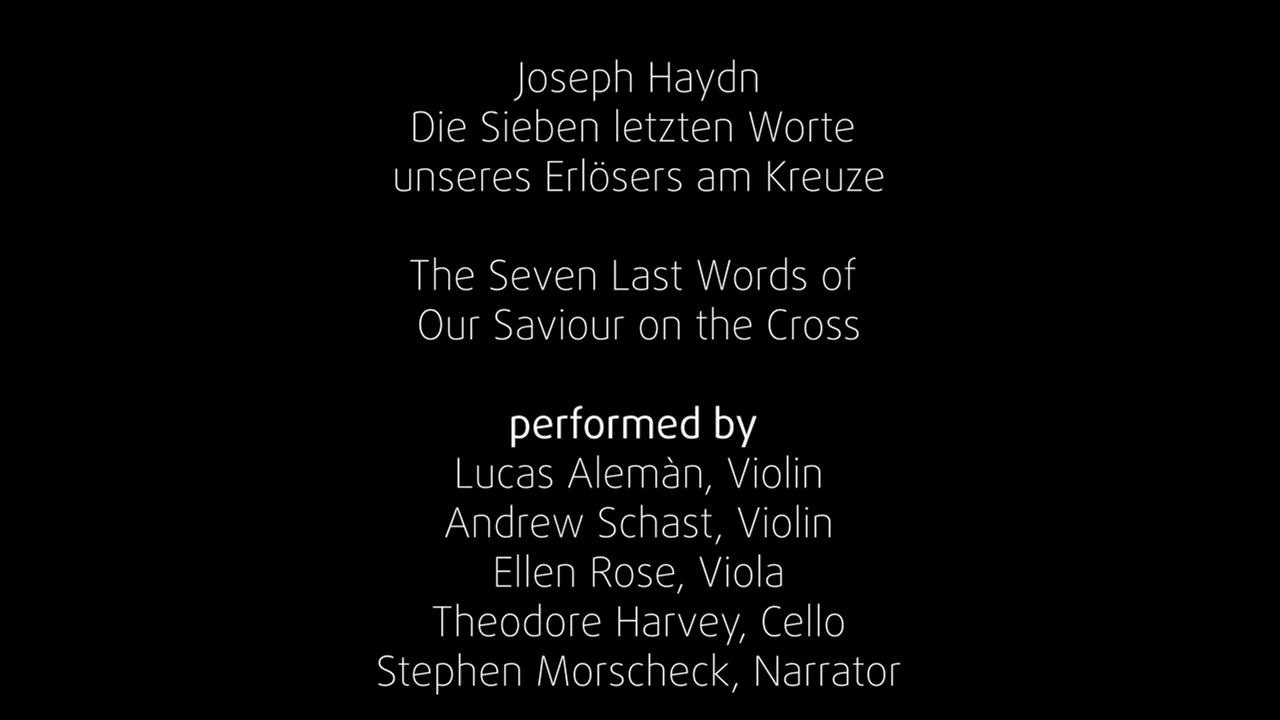 Joseph Haydn
Die Sieben letzten Worte
unseres Erlösers am Kreuze
The Seven Last Words of
Our Saviour on the Cross
performed by
Lucas Alemàn, Violin
Andrew Schast, Violin
Ellen Rose, Viola
Theodore Harvey, Cello
Stephen Morscheck, Narrator